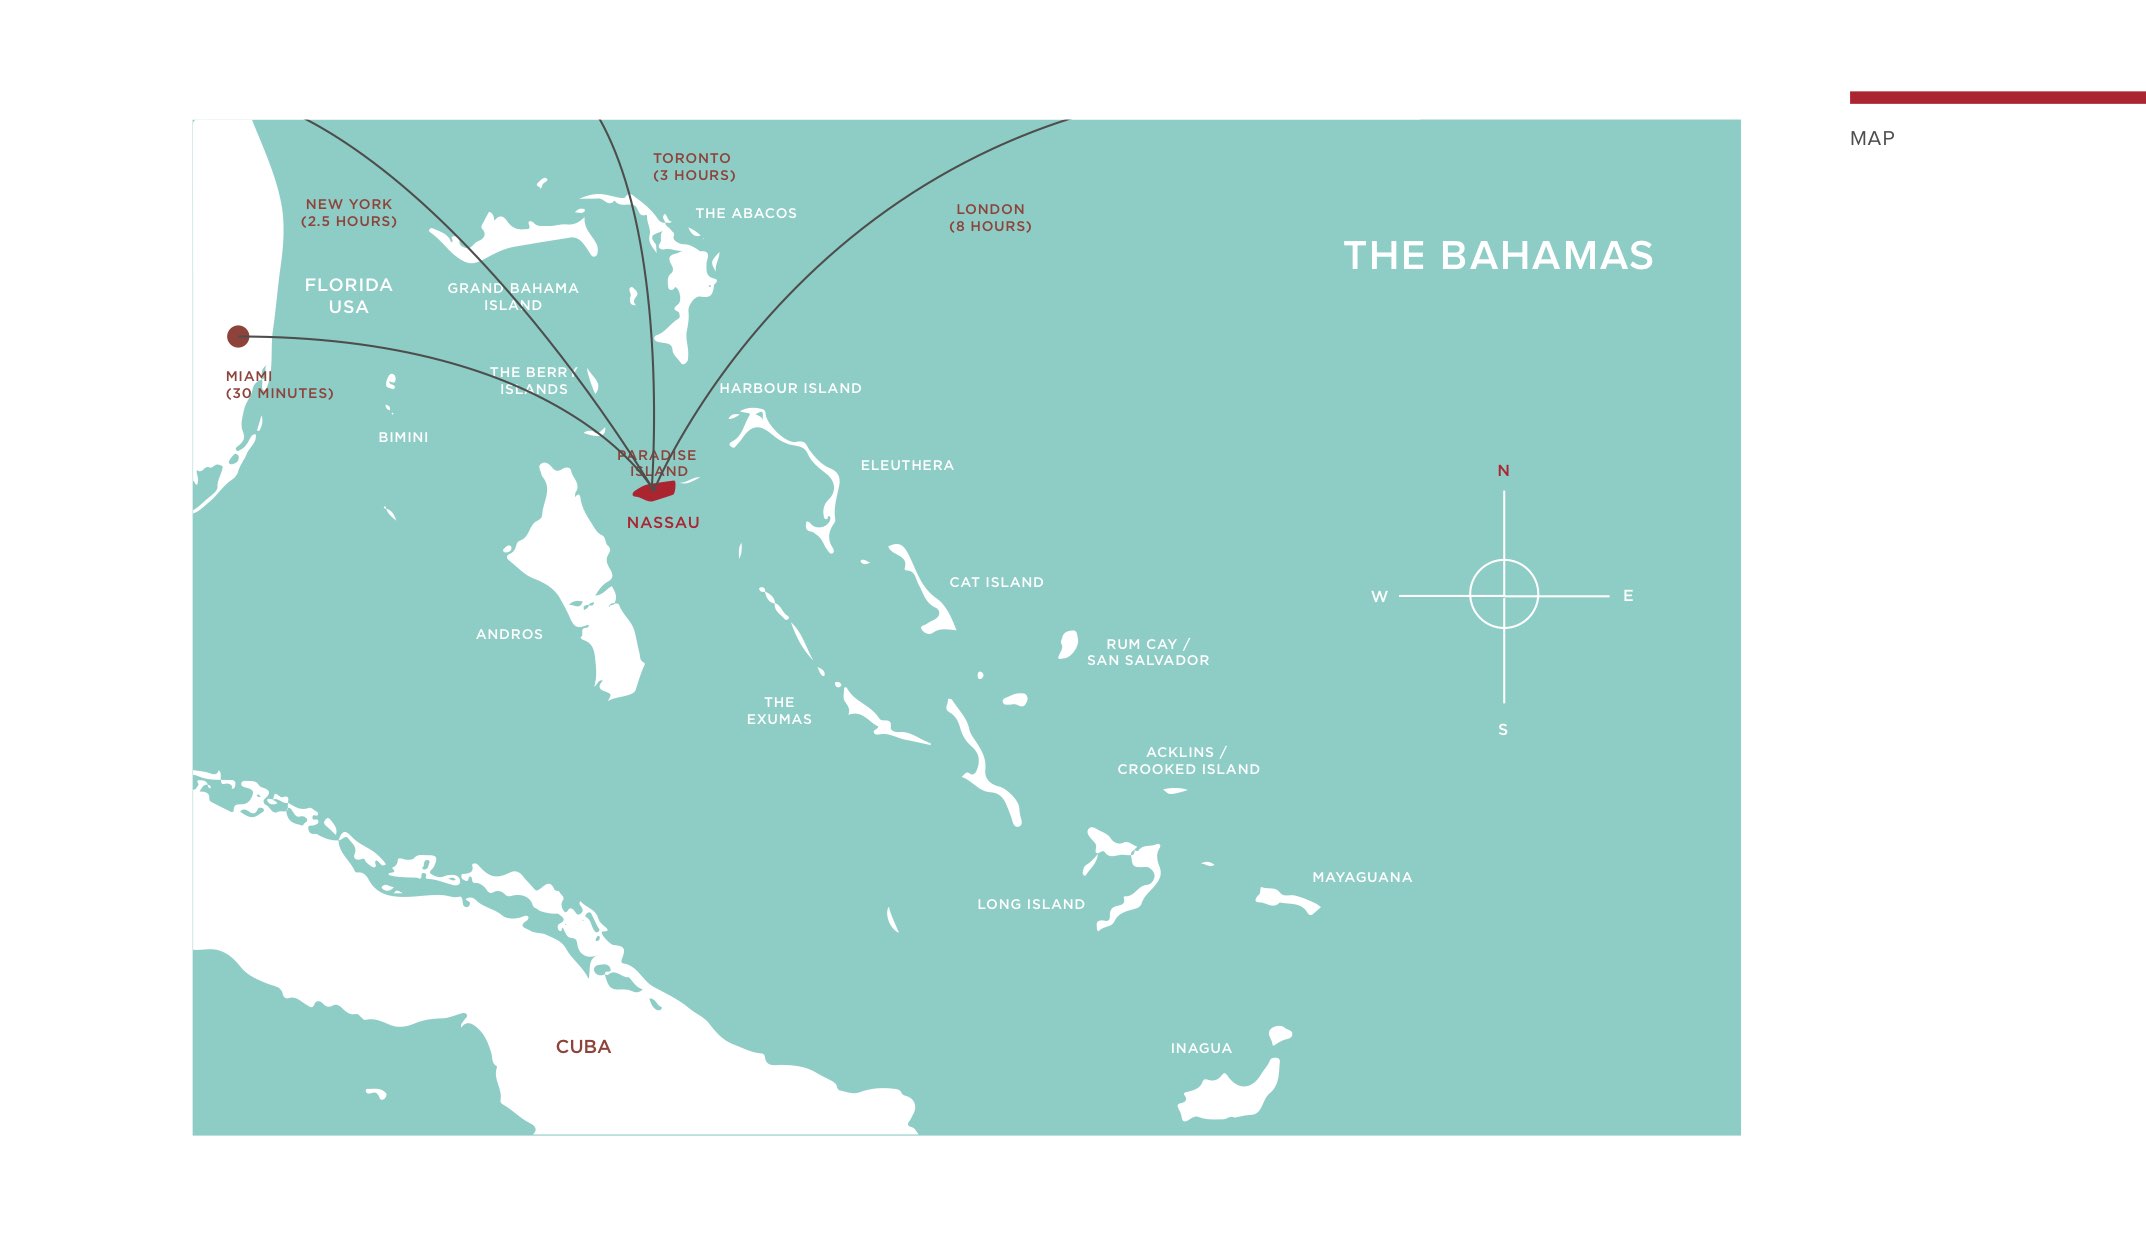 MAP
TORONTO
(3 HOURS)
NEW YORK
(2.5 HOURS)
THE ABACOS
LONDON
(8 HOURS)
THE BAHAMAS
FLORIDA
USA
GRAND BAHAMA
ISLAND
MIAMI
(30 MINUTES)
THE BERRY
ISLANDS
HARBOUR ISLAND
BIMINI
PARADISE
ISLAND
ELEUTHERA
NASSAU
N
W
E
S
CAT ISLAND
ANDROS
RUM CAY /
SAN SALVADOR
THE
EXUMAS
ACKLINS /
CROOKED ISLAND
MAYAGUANA
LONG ISLAND
CUBA
INAGUA